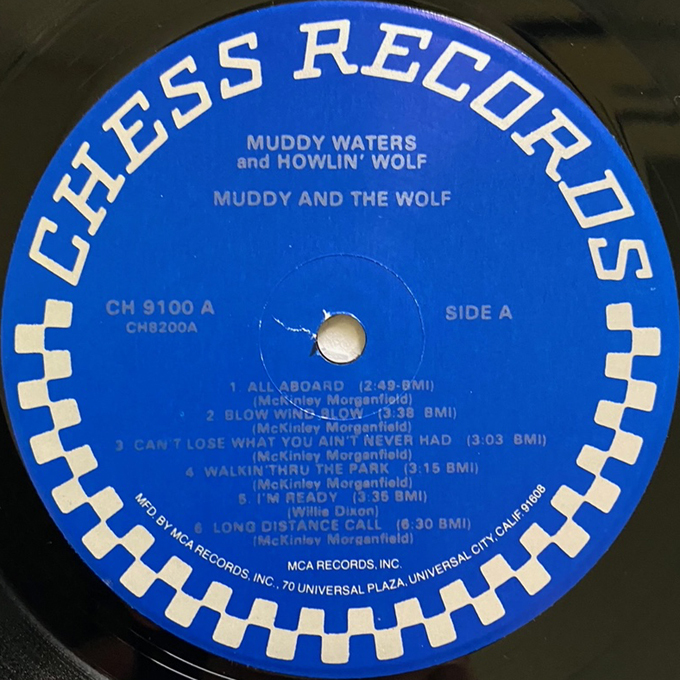 CHESS RECORDS
MUDDY WATERS
and HOWLIN' WOLF
MUDDY AND THE WOLF
CH 9100 A
CH8200A
SIDE A
1 ALL ABOARD (2:49-BMI)
(McKinley Morganfield)
2 BLOW WIND BLOW (3:38 BMI)
(McKinley Morganfield)
3 CAN'T LOSE WHAT YOU AIN'T NEVER HAD (3:03 BMI)
(McKinley Morganfield)
4 WALKIN'THRU THE PARK (3:15 BMI)
(McKinley Morganfield)
5. I'M READY (3:35 BMI)
(Willie Dixon)
6 LONG DISTANCE CALL (6:30 BMI)
(McKinley Morganfield)
MCA RECORDS, INC.
MFD. BY MCA RECORDS, INC., 70 UNIVERSAL PLAZA, UNIVERSAL CITY, CALIF. 91608